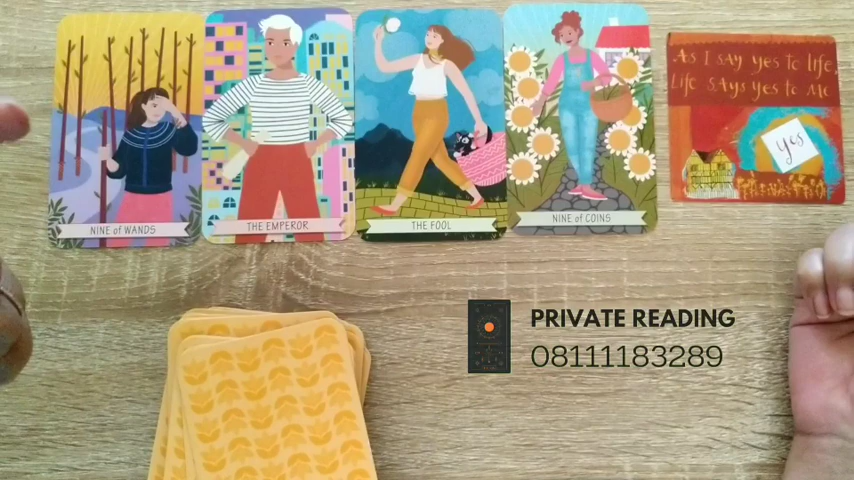 NINE of WANDS
THE EMPEROR
THE FOOL
NINE of COINS
AS I SAY yes to life,
Life SAyS yes to Me
yes
PRIVATE READING
08111183289